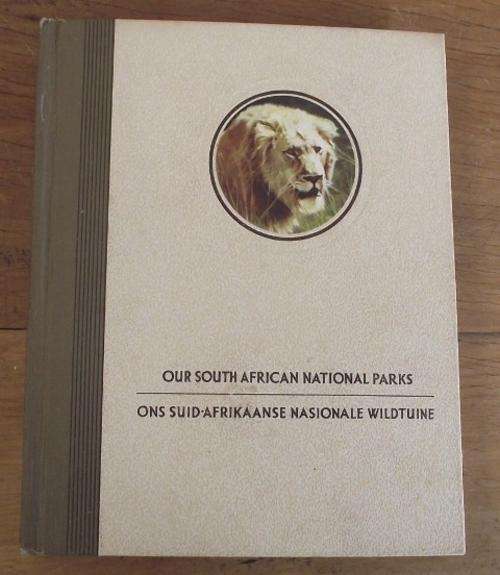 OUR SOUTH AFRICAN NATIONAL PARKS
ONS SUID-AFRIKAANSE NASIONALE WILDTUINE